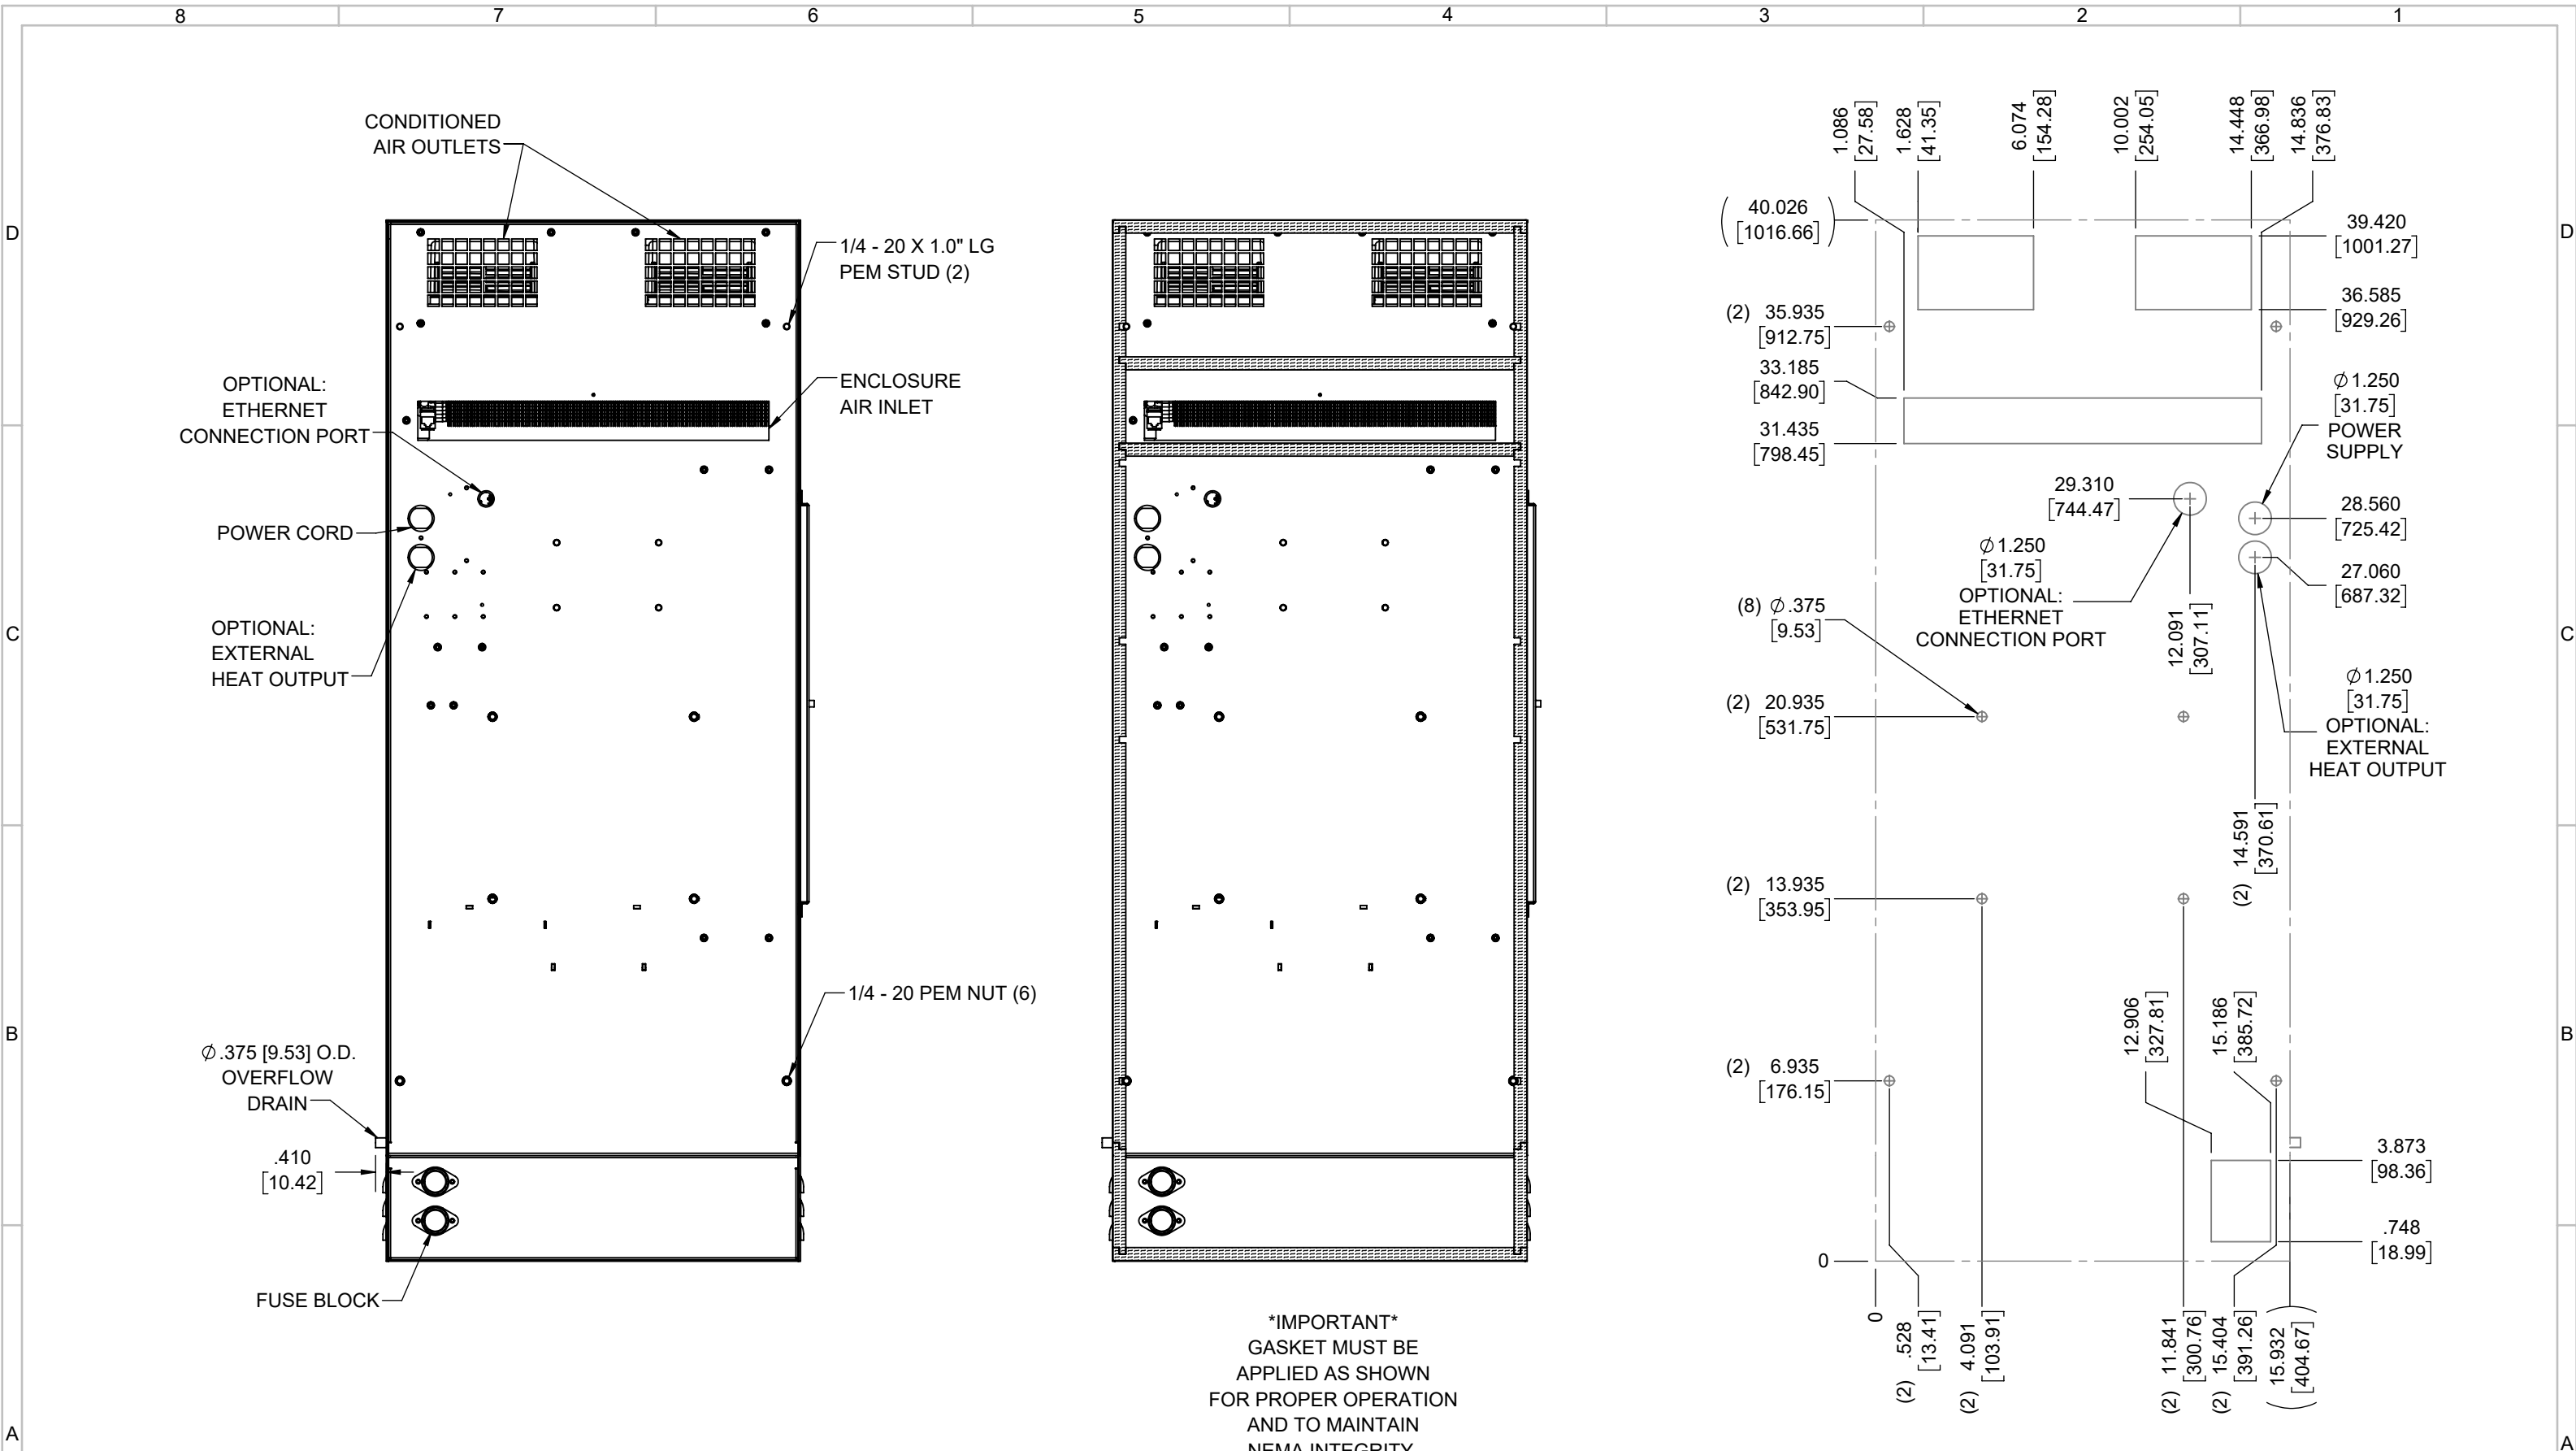 8 7 6 5 4 3 2 1
D
C
B
A
CONDITIONED
AIR OUTLETS
1/4 - 20 X 1.0" LG
PEM STUD (2)
OPTIONAL:
ETHERNET
CONNECTION PORT
ENCLOSURE
AIR INLET
POWER CORD
OPTIONAL:
EXTERNAL
HEAT OUTPUT
1/4 - 20 PEM NUT (6)
∅.375 [9.53] O.D.
OVERFLOW
DRAIN
.410
[10.42]
FUSE BLOCK
*IMPORTANT*
GASKET MUST BE
APPLIED AS SHOWN
FOR PROPER OPERATION
AND TO MAINTAIN
NEMA INTEGRITY
1.086
[27.58]
1.628
[41.35]
6.074
[154.28]
10.002
[254.05]
14.448
[366.98]
14.836
[376.83]
(40.026
[1016.66])
39.420
[1001.27]
(2) 35.935
[912.75]
36.585
[929.26]
33.185
[842.90]
∅1.250
[31.75]
POWER
SUPPLY
31.435
[798.45]
29.310
[744.47]
28.560
[725.42]
∅1.250
[31.75]
OPTIONAL:
ETHERNET
CONNECTION PORT
27.060
[687.32]
(8) ∅.375
[9.53]
12.091
[307.11]
∅1.250
[31.75]
OPTIONAL:
EXTERNAL
HEAT OUTPUT
(2) 20.935
[531.75]
(2) 14.591
[370.61]
(2) 13.935
[353.95]
12.906
[327.81]
15.186
[385.72]
(2) 6.935
[176.15]
3.873
[98.36]
.748
[18.99]
0
0
(2) .528
[13.41]
(2) 4.091
[103.91]
(2) 11.841
[300.76]
(2) 15.404
[391.26]
(15.932
[404.67])
D
C
B
A